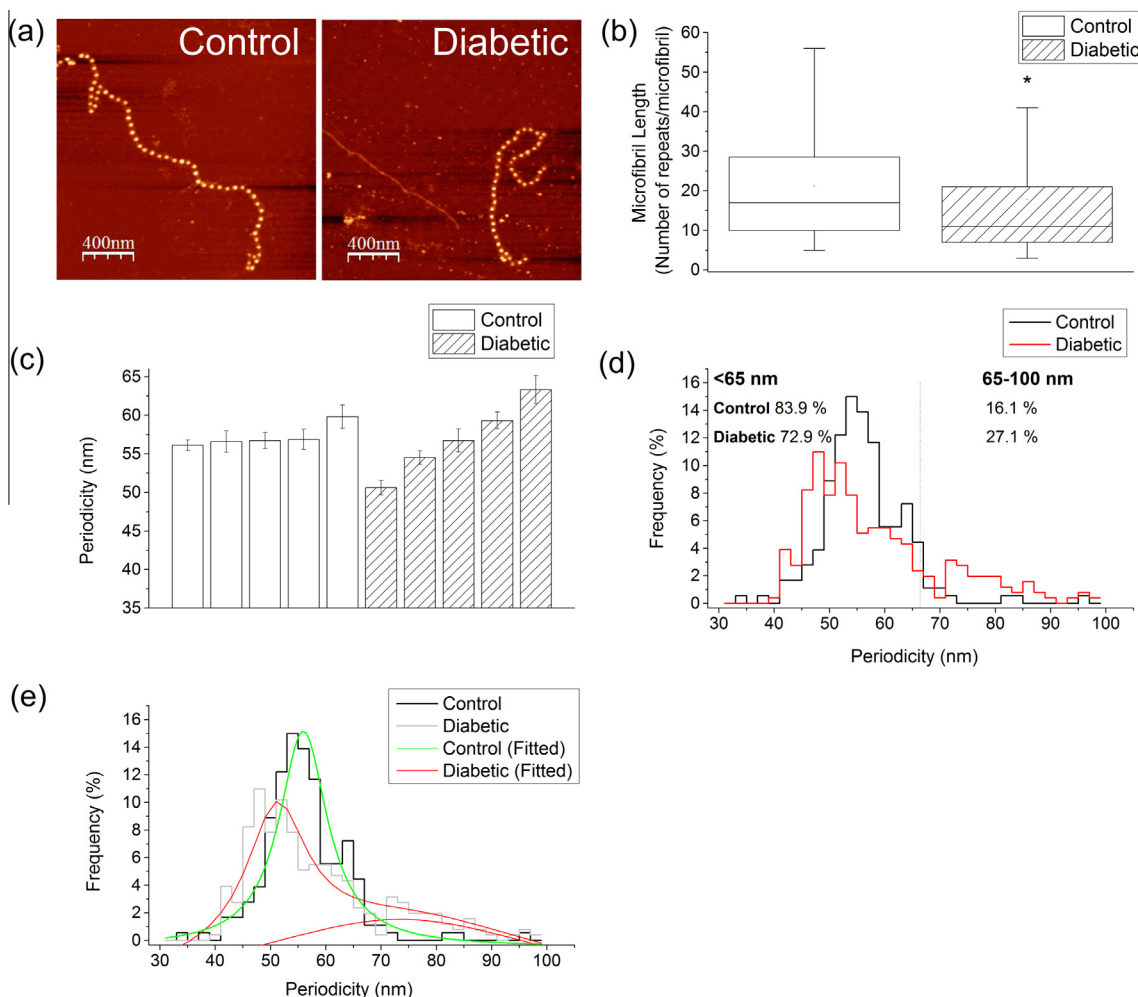 (a)
Control
Diabetic
400nm
400nm
(b)
Control
Diabetic
Microfibril Length
(Number of repeats/microfibril)
60
50
40
30
20
10
0
*
(c)
Control
Diabetic
Periodicity (nm)
65
60
55
50
45
40
35
(d)
Control
Diabetic
<65 nm 65-100 nm
Control 83.9 % 16.1 %
Diabetic 72.9 % 27.1 %
Frequency (%)
16
14
12
10
8
6
4
2
0
30 40 50 60 70 80 90 100
Periodicity (nm)
(e)
Control
Diabetic
Control (Fitted)
Diabetic (Fitted)
Frequency (%)
16
14
12
10
8
6
4
2
0
30 40 50 60 70 80 90 100
Periodicity (nm)